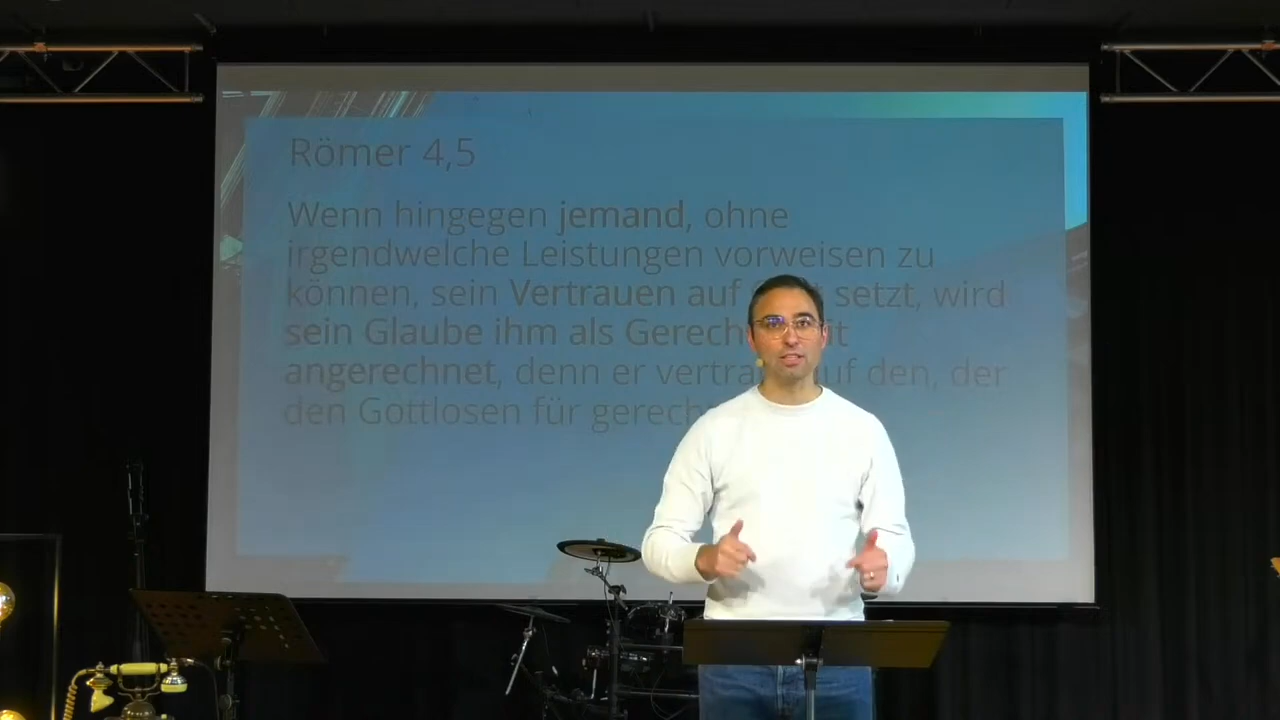 Römer 4,5
Wenn hingegen jemand, ohne
irgendwelche Leistungen vorweisen zu
können, sein Vertrauen auf setzt, wird
sein Glaube ihm als
angerechnet, denn er auf den, der
den Gottlosen für